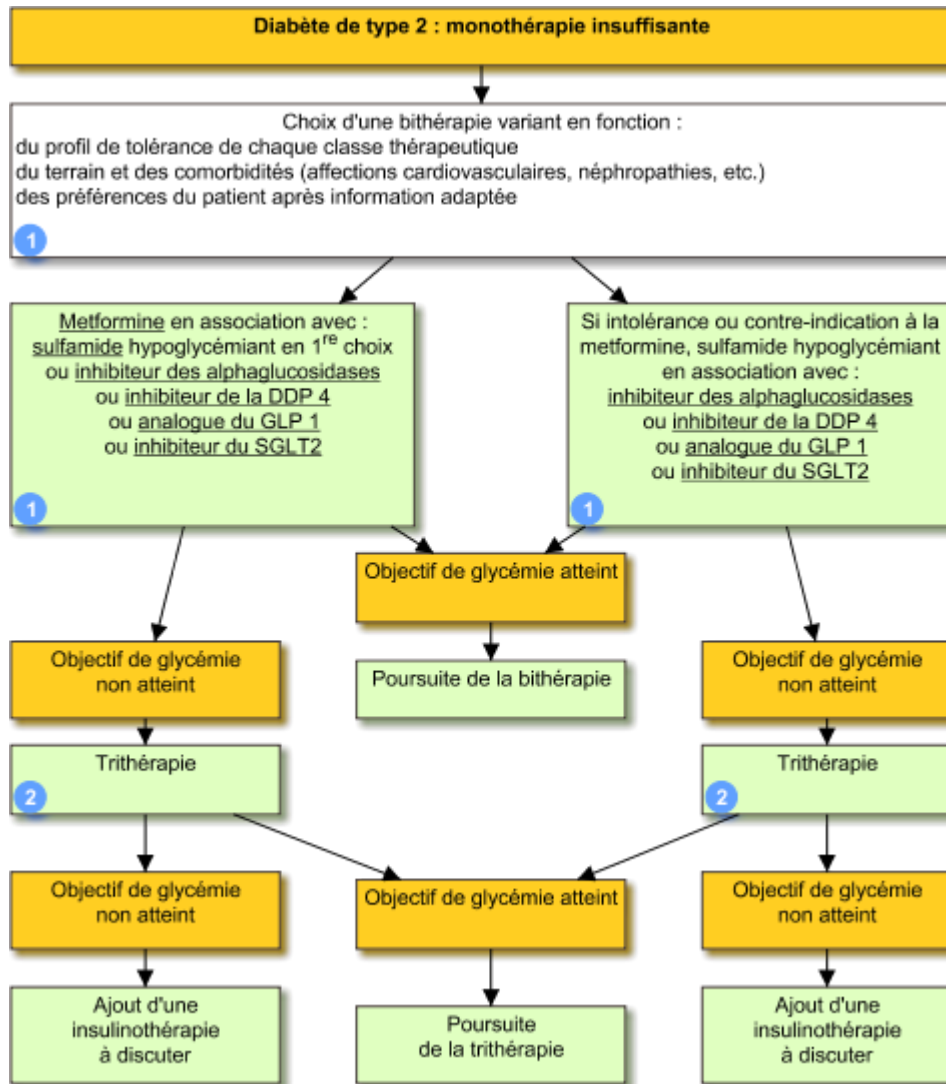 Diabète de type 2 : monothérapie insuffisante
Choix d'une bithérapie variant en fonction :
du profil de tolérance de chaque classe thérapeutique
du terrain et des comorbidités (affections cardiovasculaires, néphropathies, etc.)
des préférences du patient après information adaptée
1
Metformine en association avec :
sulfamide hypoglycémiant en 1re choix
ou inhibiteur des alphaglucosidases
ou inhibiteur de la DDP 4
ou analogue du GLP 1
ou inhibiteur du SGLT2
1
Si intolérance ou contre-indication à la
metformine, sulfamide hypoglycémiant
en association avec :
inhibiteur des alphaglucosidases
ou inhibiteur de la DDP 4
ou analogue du GLP 1
ou inhibiteur du SGLT2
1
Objectif de glycémie atteint
Poursuite de la bithérapie
Objectif de glycémie
non atteint
Objectif de glycémie
non atteint
Trithérapie
2
Trithérapie
2
Objectif de glycémie
non atteint
Objectif de glycémie atteint
Objectif de glycémie
non atteint
Ajout d'une
insulinothérapie
à discuter
Poursuite
de la trithérapie
Ajout d'une
insulinothérapie
à discuter